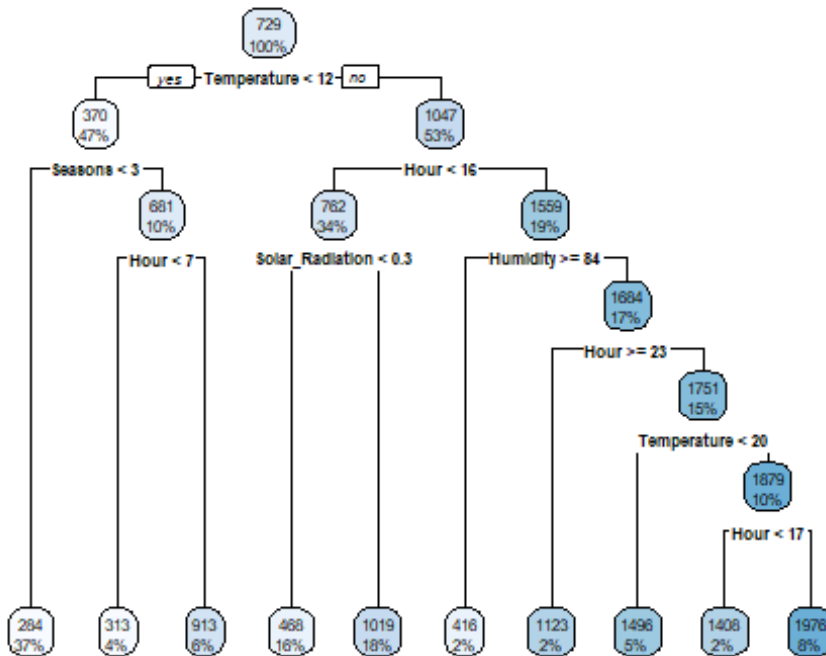 729
100%
yes Temperature < 12 no
370 1047
47% 53%
Seasons < 3 Hour < 16
681 762 1559
10% 34% 19%
Hour < 7 Solar_Radiation < 0.3 Humidity >= 84
1684
17%
Hour >= 23
1751
15%
Temperature < 20
1879
10%
Hour < 17
284 313 913 468 1019 416 1123 1496 1408 1976
37% 4% 6% 16% 18% 2% 2% 5% 2% 8%